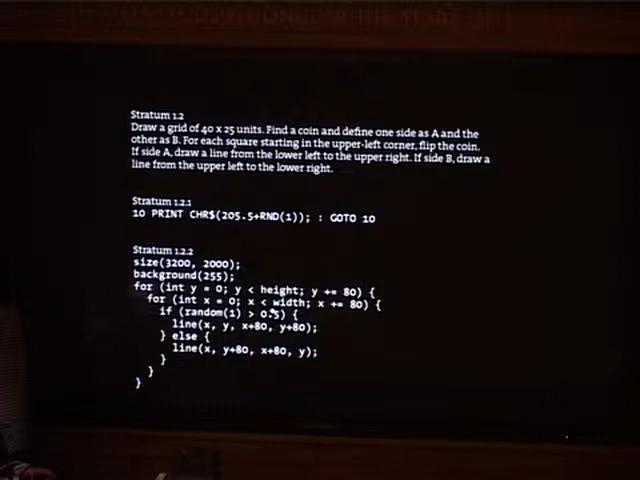 Stratum 1.2
Draw a grid of 40 x 25 units. Find a coin and define one side as A and the
other as B. For each square starting in the upper-left corner, flip the coin.
If side A, draw a line from the lower left to the upper right. If side B, draw a
line from the upper left to the lower right.
Stratum 1.2.1
10 PRINT CHR$(205.5+RND(1)); : GOTO 10
Stratum 1.2.2
size(3200, 2000);
background(255);
for (int y = 0; y < height; y += 80) {
for (int x = 0; x < width; x += 80) {
if (random(1) > 0.5) {
line(x, y, x+80, y+80);
} else {
line(x, y+80, x+80, y);
}
}
}